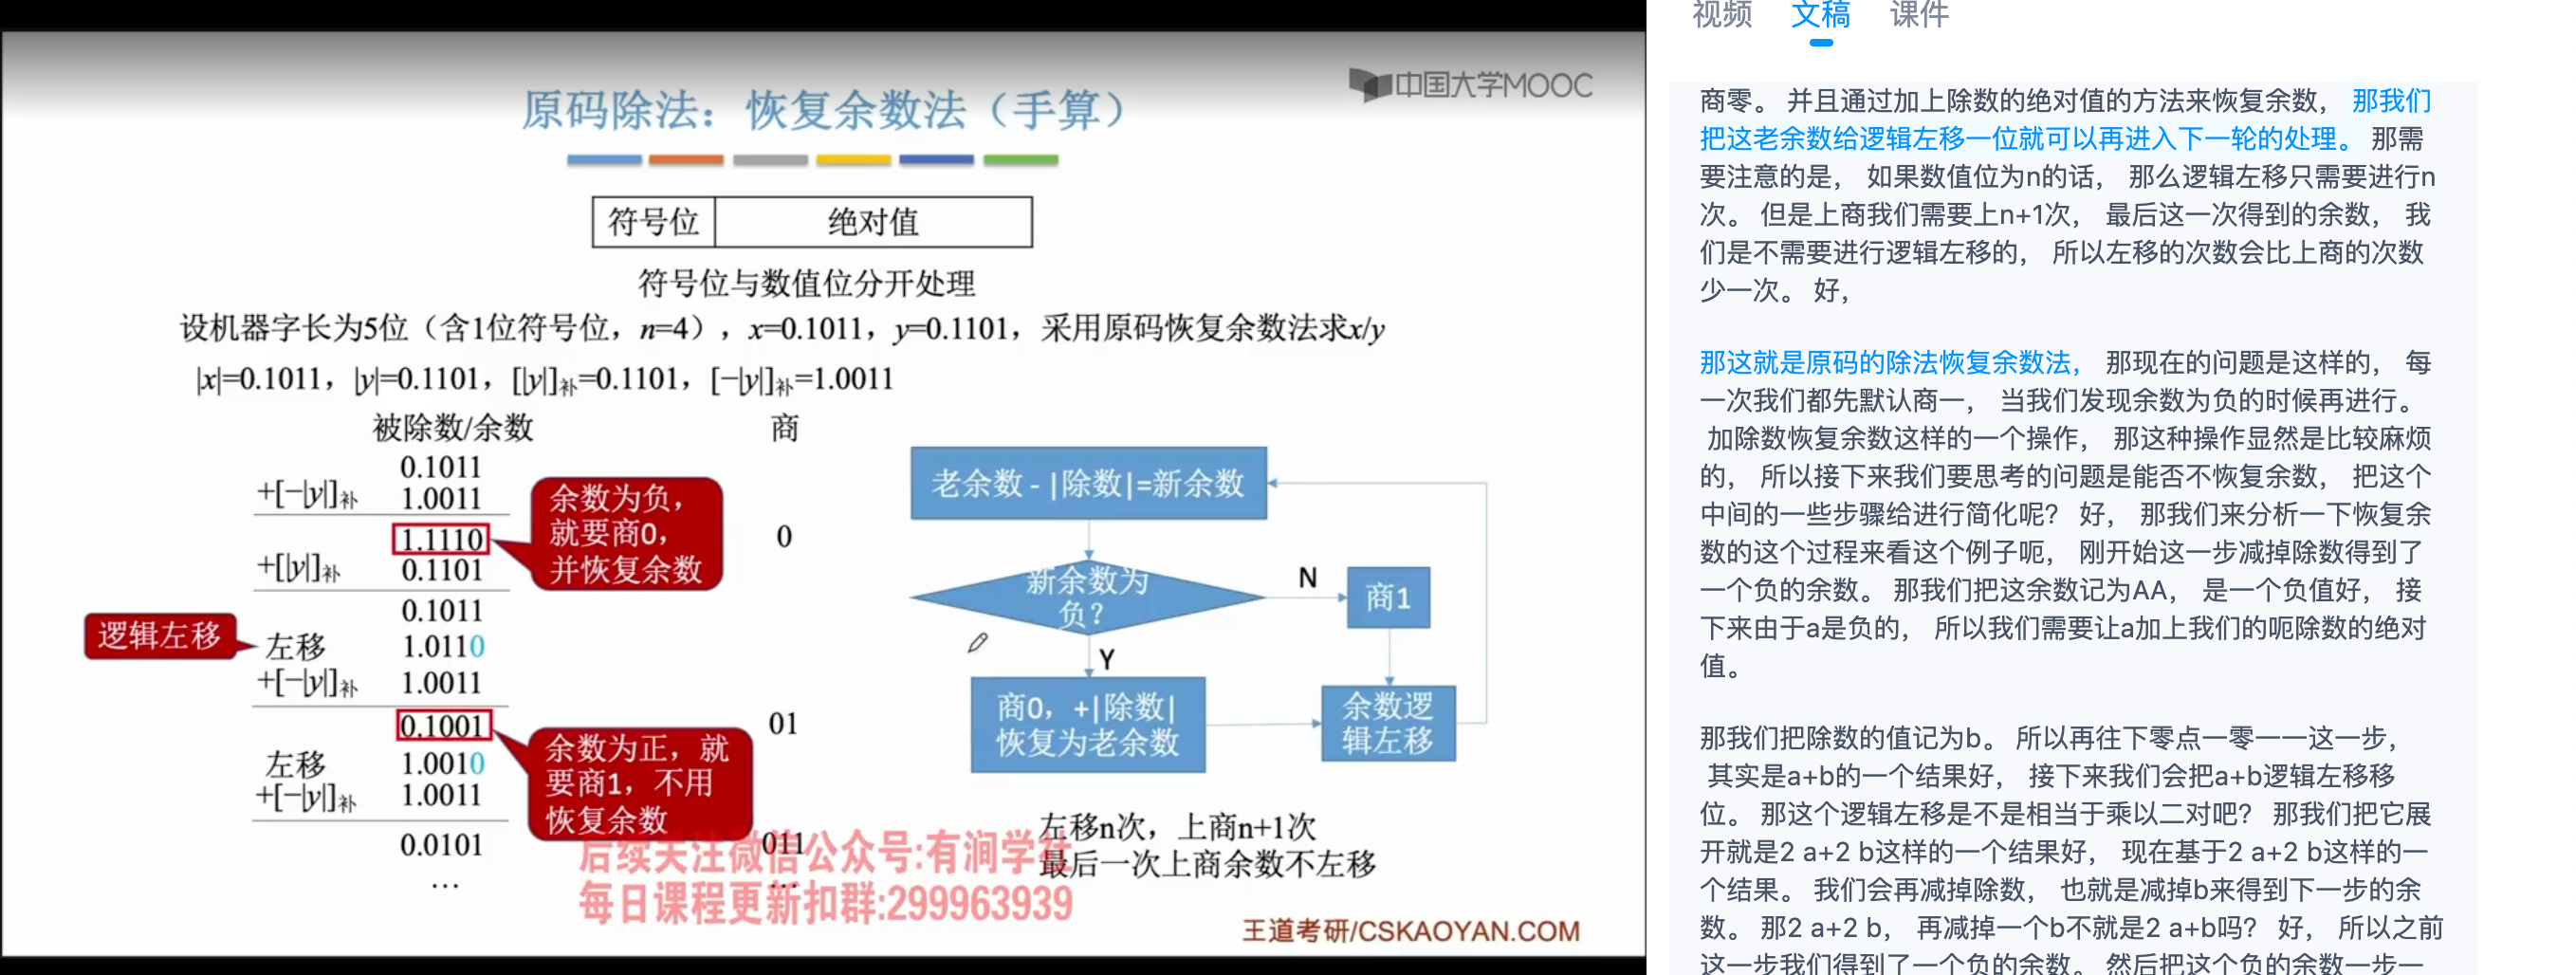 中国大学MOOC
原码除法：恢复余数法（手算）
符号位 绝对值
符号位与数值位分开处理
设机器字长为5位（含1位符号位，n=4），x=0.1011，y=0.1101，采用原码恢复余数法求x/y
|x|=0.1011，|y|=0.1101，[|y|]补=0.1101，[−|y|]补=1.0011
被除数/余数 商
0.1011
+[−|y|]补 1.0011
1.1110 0
+[|y|]补 0.1101
0.1011
左移 1.0110
+[−|y|]补 1.0011
0.1001 01
左移 1.0010
+[−|y|]补 1.0011
0.0101 011
... ...
余数为负，
就要商0，
并恢复余数
逻辑左移
余数为正，就
要商1，不用
恢复余数
老余数 - |除数|=新余数
新余数为
负？
N
商1
Y
商0，+|除数|
恢复为老余数
余数逻
辑左移
左移n次，上商n+1次
最后一次上商余数不左移
后续关注微信公众号:有涧学社
每日课程更新扣群:299963939
王道考研/CSKAOYAN.COM
视频 文稿 课件
商零。 并且通过加上除数的绝对值的方法来恢复余数， 那我们
把这老余数给逻辑左移一位就可以再进入下一轮的处理。 那需
要注意的是， 如果数值位为n的话， 那么逻辑左移只需要进行n
次。 但是上商我们需要上n+1次， 最后这一次得到的余数， 我
们是不需要进行逻辑左移的， 所以左移的次数会比上商的次数
少一次。 好，
那这就是原码的除法恢复余数法， 那现在的问题是这样的， 每
一次我们都先默认商一， 当我们发现余数为负的时候再进行。
加除数恢复余数这样的一个操作， 那这种操作显然是比较麻烦
的， 所以接下来我们要思考的问题是能否不恢复余数， 把这个
中间的一些步骤给进行简化呢？ 好， 那我们来分析一下恢复余
数的这个过程来看这个例子呃， 刚开始这一步减掉除数得到了
一个负的余数。 那我们把这余数记为AA， 是一个负值好， 接
下来由于a是负的， 所以我们需要让a加上我们的呃除数的绝对
值。
那我们把除数的值记为b。 所以再往下零点一零一一这一步，
其实是a+b的一个结果好， 接下来我们会把a+b逻辑左移移
位。 那这个逻辑左移是不是相当于乘以二对吧？ 那我们把它展
开就是2 a+2 b这样的一个结果好， 现在基于2 a+2 b这样的一
个结果。 我们会再减掉除数， 也就是减掉b来得到下一步的余
数。 那2 a+2 b， 再减掉一个b不就是2 a+b吗？ 好， 所以之前
这一步我们得到了一个负的余数。 然后把这个负的余数一步一